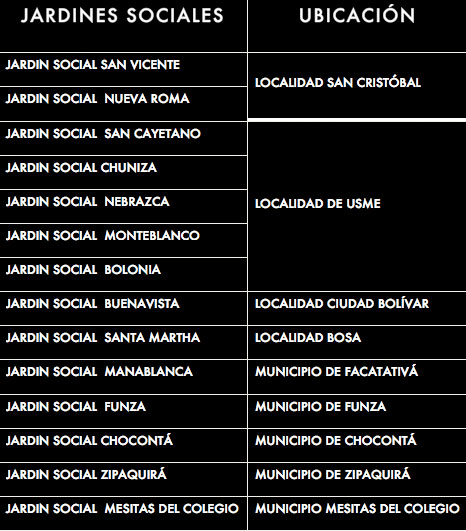 JARDINES SOCIALES UBICACIÓN
JARDIN SOCIAL SAN VICENTE
LOCALIDAD SAN CRISTÓBAL
JARDIN SOCIAL NUEVA ROMA
JARDIN SOCIAL SAN CAYETANO
JARDIN SOCIAL CHUNIZA
JARDIN SOCIAL NEBRAZCA
LOCALIDAD DE USME
JARDIN SOCIAL MONTEBLANCO
JARDIN SOCIAL BOLONIA
JARDIN SOCIAL BUENAVISTA LOCALIDAD CIUDAD BOLÍVAR
JARDIN SOCIAL SANTA MARTHA LOCALIDAD BOSA
JARDIN SOCIAL MANABLANCA MUNICIPIO DE FACATATIVÁ
JARDIN SOCIAL FUNZA MUNICIPIO DE FUNZA
JARDIN SOCIAL CHOCONTÁ MUNICIPIO DE CHOCONTÁ
JARDIN SOCIAL ZIPAQUIRÁ MUNICIPIO DE ZIPAQUIRÁ
JARDIN SOCIAL MESITAS DEL COLEGIO MUNICIPIO MESITAS DEL COLEGIO